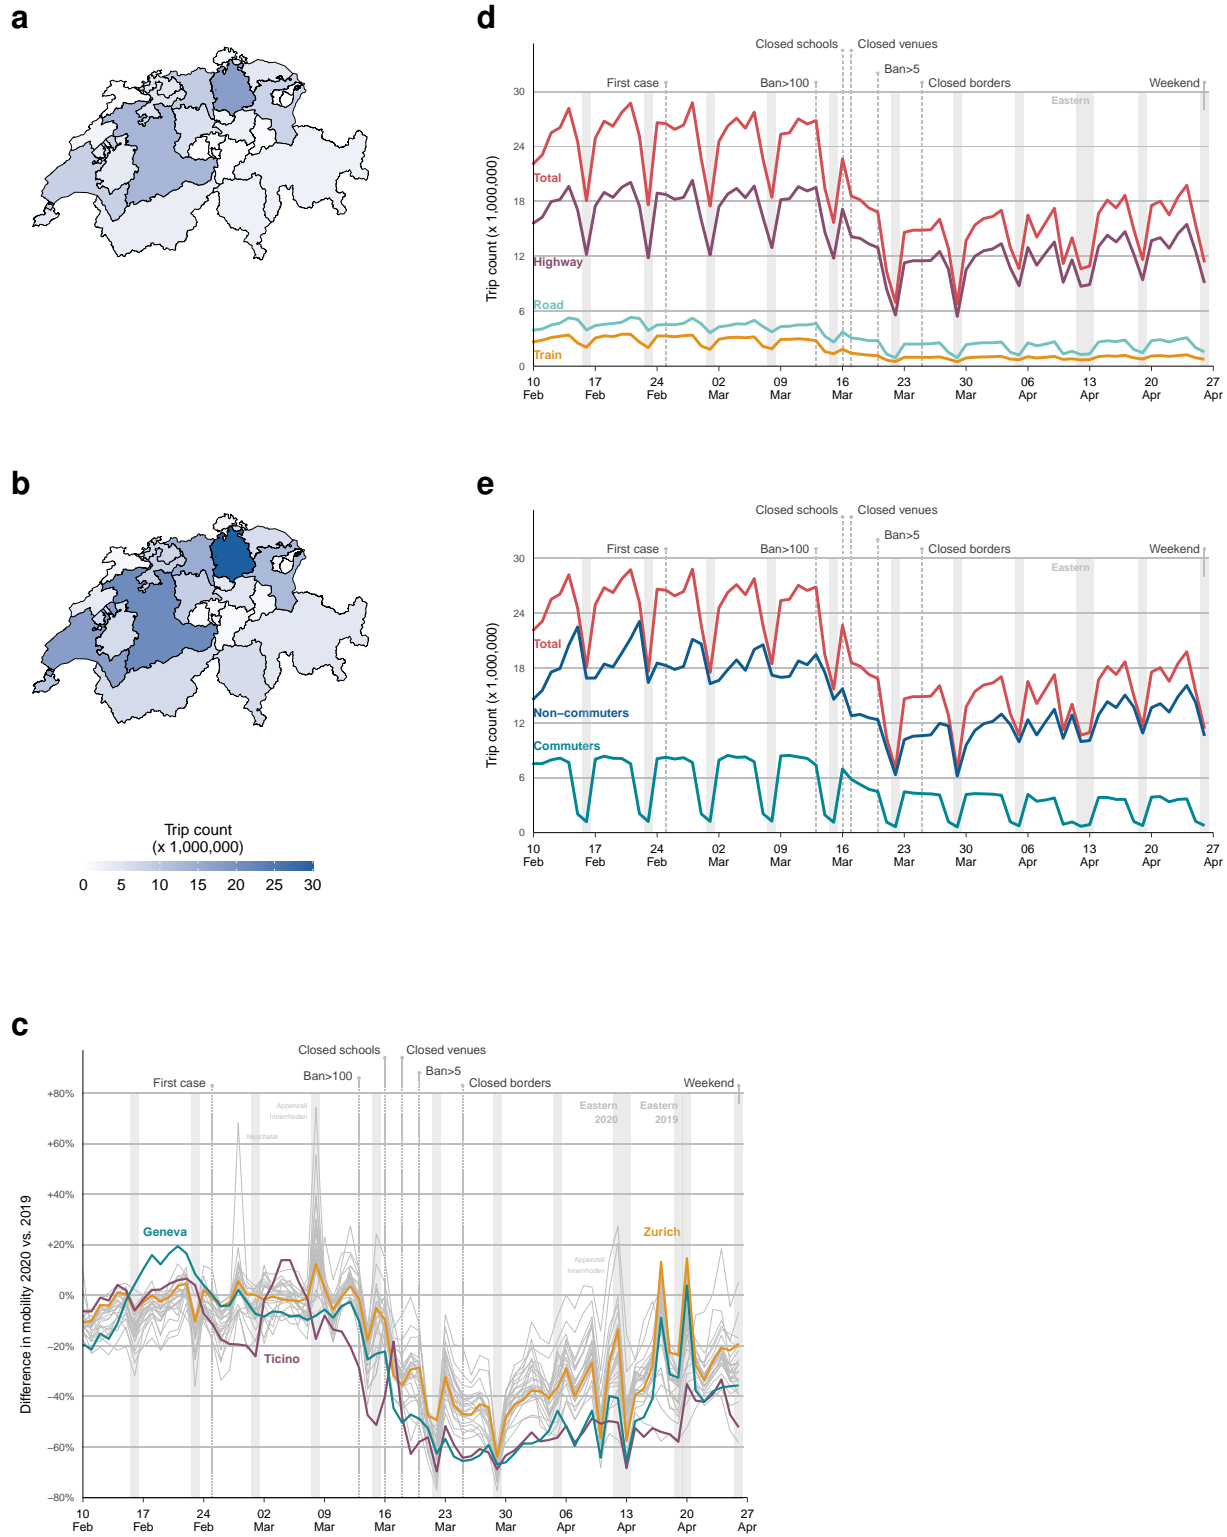 a
d
Closed schools
Closed venues
First case
Ban>100
Ban>5
Closed borders
Weekend
Eastern
Trip count (x 1,000,000)
30
24
18
12
6
0
Total
Highway
Road
Train
10 17 24 02 09 16 23 30 06 13 20 27
Feb Feb Feb Mar Mar Mar Mar Mar Apr Apr Apr Apr
b
Trip count
(x 1,000,000)
0 5 10 15 20 25 30
e
Closed schools
Closed venues
First case
Ban>100
Ban>5
Closed borders
Weekend
Eastern
Trip count (x 1,000,000)
30
24
18
12
6
0
Total
Non−commuters
Commuters
10 17 24 02 09 16 23 30 06 13 20 27
Feb Feb Feb Mar Mar Mar Mar Mar Apr Apr Apr Apr
c
Closed schools
Closed venues
First case
Ban>100
Ban>5
Closed borders
Weekend
Difference in mobility 2020 vs. 2019
+80%
+60%
+40%
+20%
0%
−20%
−40%
−60%
−80%
Appenzell
Innerrhoden
Neuchatel
Eastern
2020
Eastern
2019
Geneva
Zurich
Ticino
Appenzell
Innerrhoden
10 17 24 02 09 16 23 30 06 13 20 27
Feb Feb Feb Mar Mar Mar Mar Mar Apr Apr Apr Apr